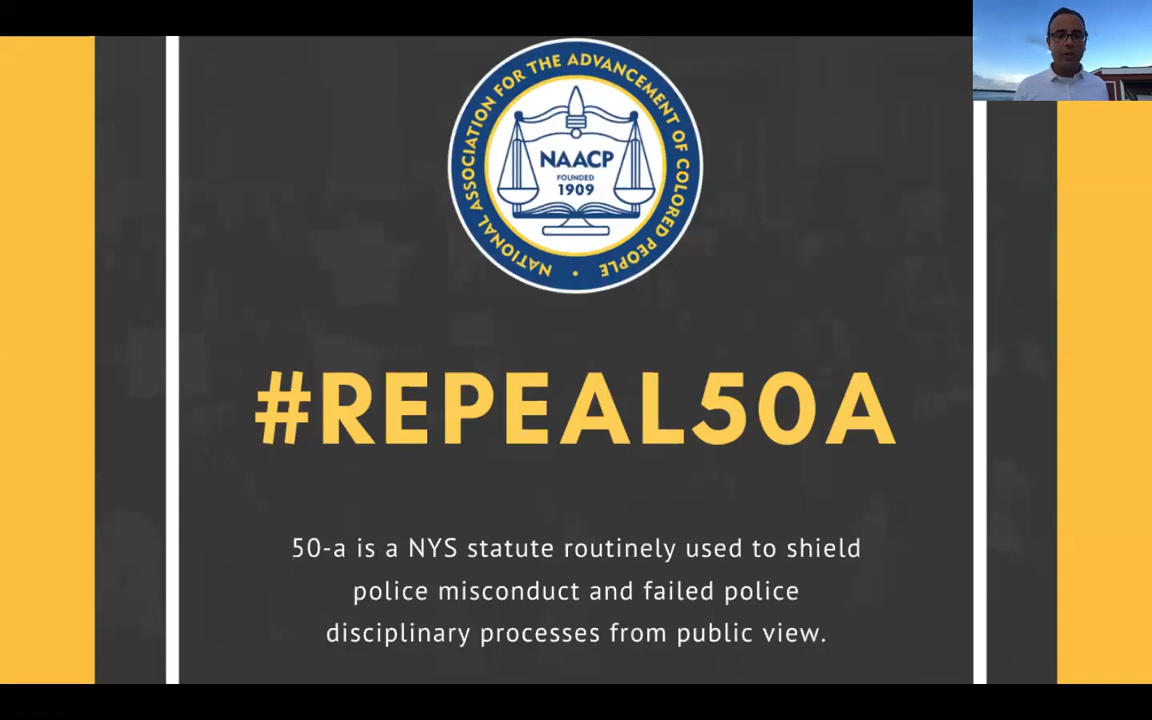 NATIONAL ASSOCIATION FOR THE ADVANCEMENT OF COLORED PEOPLE •
NAACP
FOUNDED
1909
#REPEAL50A
50-a is a NYS statute routinely used to shield
police misconduct and failed police
disciplinary processes from public view.